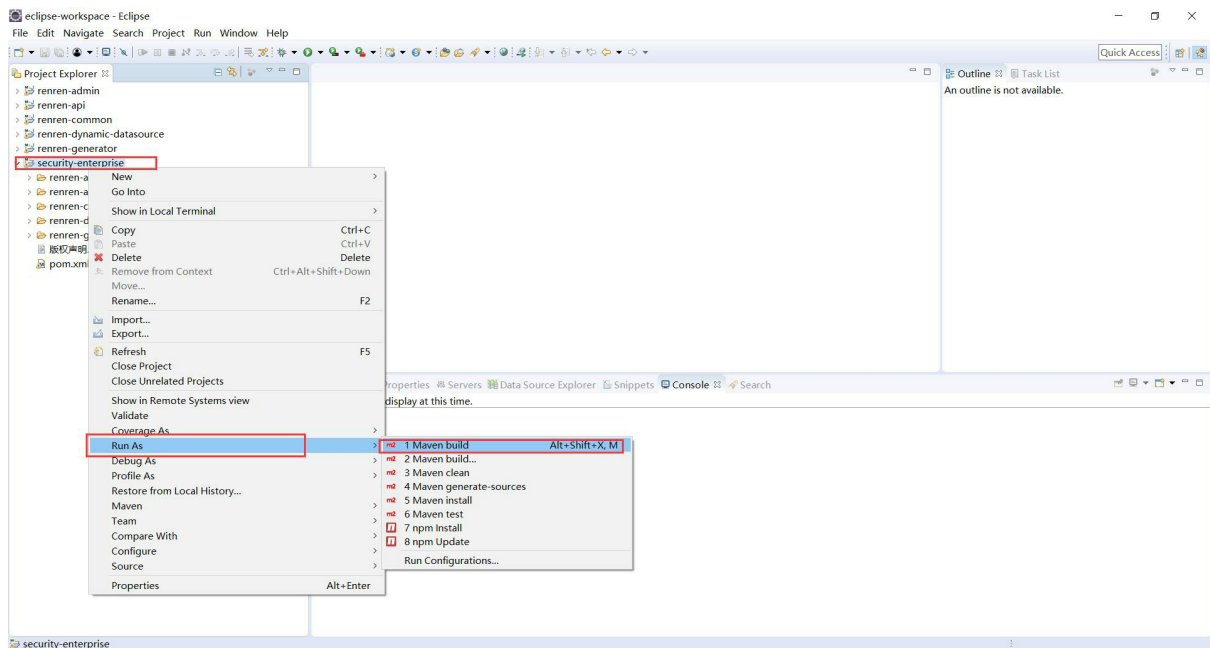 eclipse-workspace - Eclipse
File Edit Navigate Search Project Run Window Help
Quick Access
Project Explorer
renren-admin
renren-api
renren-common
renren-dynamic-datasource
renren-generator
security-enterprise
renren-a
renren-a
renren-c
renren-d
renren-g
版权声明
pom.xml
New
Go Into
Show in Local Terminal
Copy Ctrl+C
Paste Ctrl+V
Delete Delete
Remove from Context Ctrl+Alt+Shift+Down
Move...
Rename... F2
Import...
Export...
Refresh F5
Close Project
Close Unrelated Projects
Show in Remote Systems view
Validate
Coverage As
Run As
Debug As
Profile As
Restore from Local History...
Maven
Team
Compare With
Configure
Source
Properties Alt+Enter
1 Maven build Alt+Shift+X, M
2 Maven build...
3 Maven clean
4 Maven generate-sources
5 Maven install
6 Maven test
7 npm Install
8 npm Update
Run Configurations...
Properties Servers Data Source Explorer Snippets Console Search
display at this time.
Outline Task List
An outline is not available.
security-enterprise